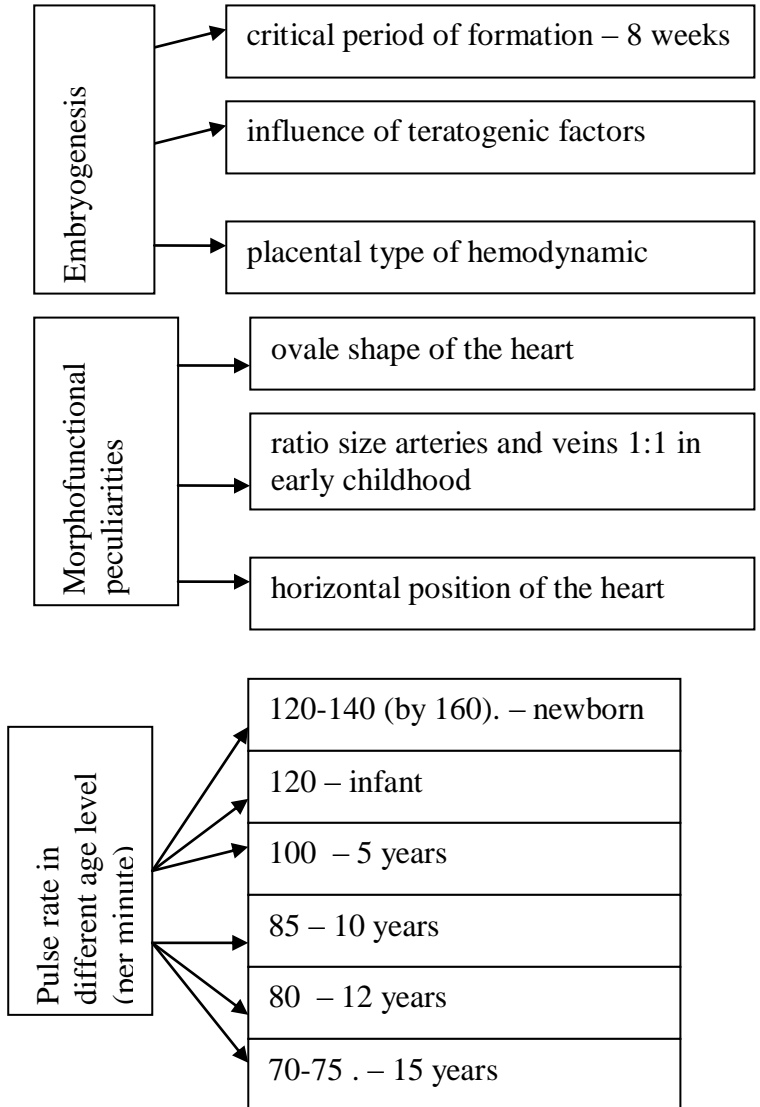 Embryogenesis
critical period of formation – 8 weeks
influence of teratogenic factors
placental type of hemodynamic
Morphofunctional
peculiarities
ovale shape of the heart
ratio size arteries and veins 1:1 in
early childhood
horizontal position of the heart
Pulse rate in
different age level
(per minute)
120-140 (by 160). – newborn
120 – infant
100 – 5 years
85 – 10 years
80 – 12 years
70-75 . – 15 years